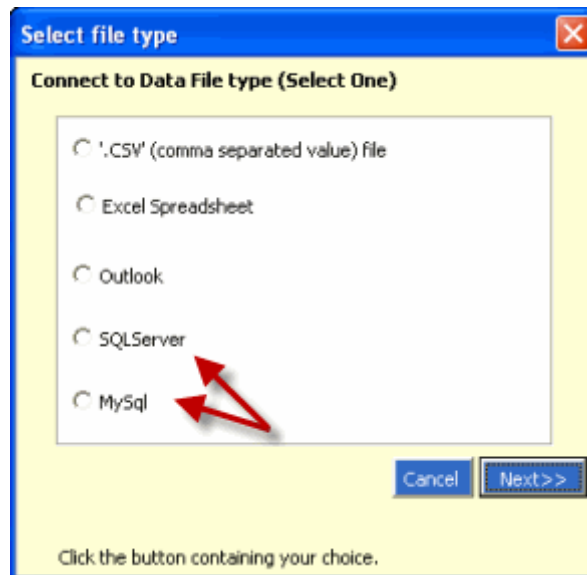 Select file type
Connect to Data File type (Select One)
'.CSV' (comma separated value) file
Excel Spreadsheet
Outlook
SQLServer
MySql
Cancel Next>>
Click the button containing your choice.